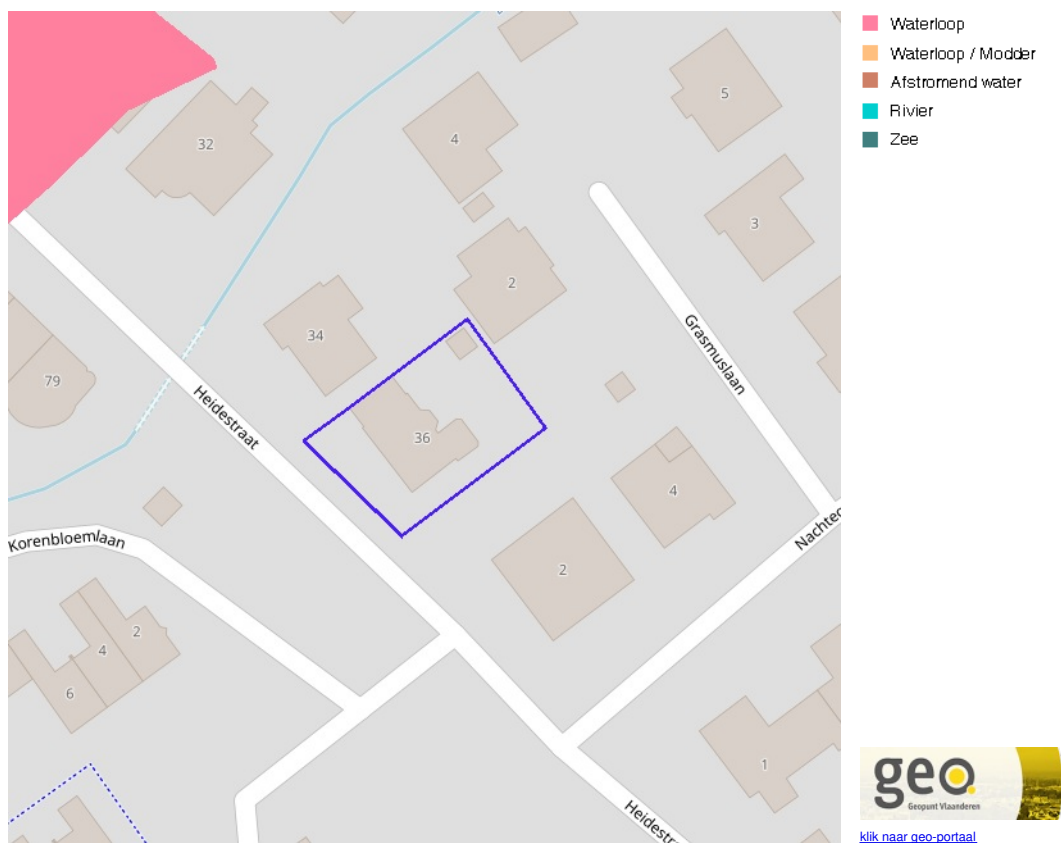 Waterloop
Waterloop / Modder
Afstromend water
Rivier
Zee
5
32
4
3
2
34
Grasmuslaan
79
Heidestraat
36
4
Nachteg
Korenbloemlaan
2
2
4
6
1
Heidestr
geo.
Geopunt Vlaanderen
klik naar geo-portaal